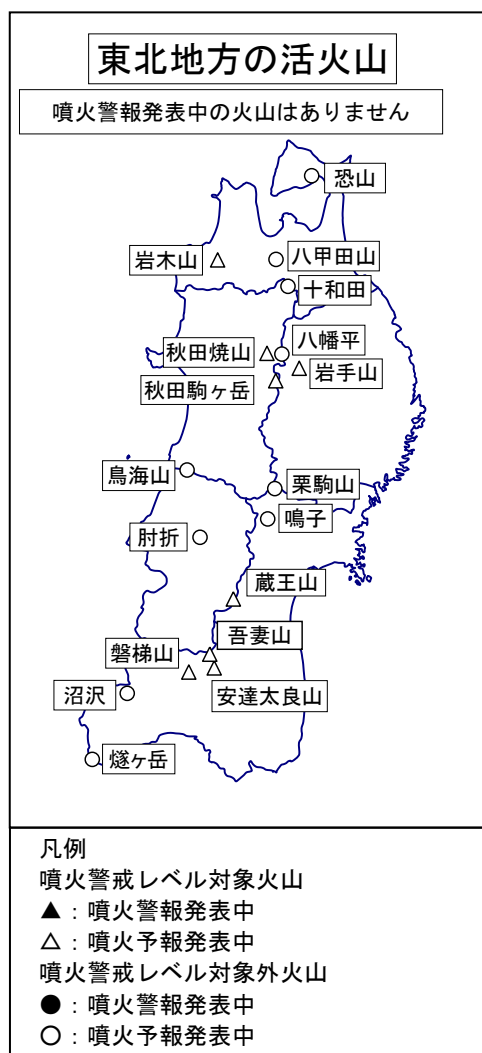 東北地方の活火山
噴火警報発表中の火山はありません
恐山
岩木山
八甲田山
十和田
秋田焼山
八幡平
岩手山
秋田駒ヶ岳
鳥海山
栗駒山
鳴子
肘折
蔵王山
吾妻山
磐梯山
安達太良山
沼沢
燧ヶ岳
凡例
噴火警戒レベル対象火山
▲：噴火警報発表中
△：噴火予報発表中
噴火警戒レベル対象外火山
●：噴火警報発表中
○：噴火予報発表中